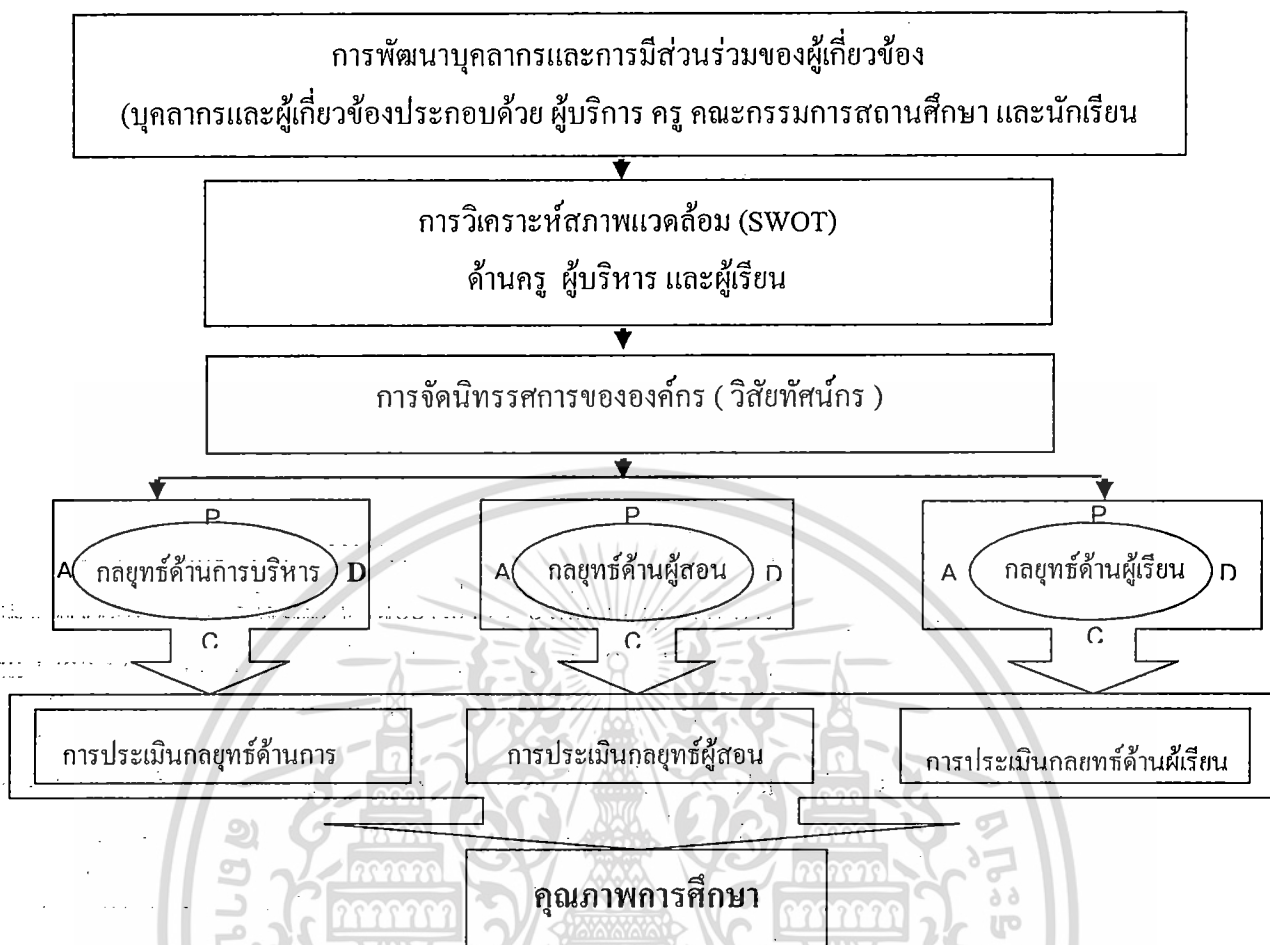 การพัฒนาบุคลากรและการมีส่วนร่วมของผู้เกี่ยวข้อง
(บุคลากรและผู้เกี่ยวข้องประกอบด้วย ผู้บริการ ครู คณะกรรมการสถานศึกษา และนักเรียน
การวิเคราะห์สภาพแวดล้อม (SWOT)
ด้านครู ผู้บริหาร และผู้เรียน
การจัดนิทรรศการขององค์กร ( วิสัยทัศน์กร )
P
A กลยุทธ์ด้านการบริหาร D
C
P
A กลยุทธ์ด้านผู้สอน D
C
P
A กลยุทธ์ด้านผู้เรียน D
C
การประเมินกลยุทธ์ด้านการ
การประเมินกลยุทธ์ผู้สอน
การประเมินกลยุทธ์ด้านผู้เรียน
คุณภาพการศึกษา